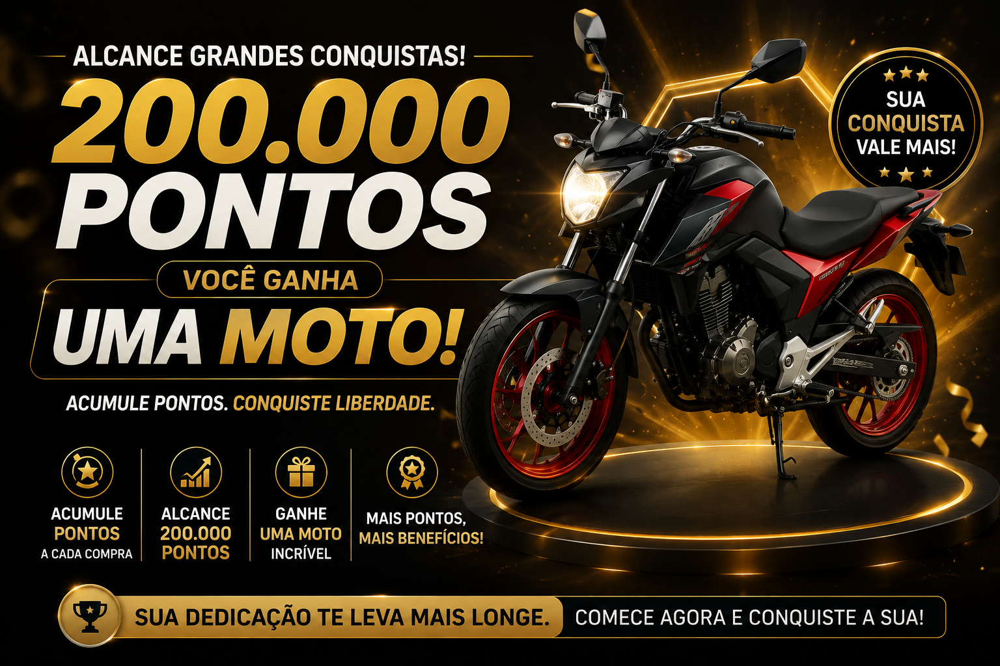 ALCANCE GRANDES CONQUISTAS!
200.000
PONTOS
VOCÊ GANHA
UMA MOTO!
ACUMULE PONTOS. CONQUISTE LIBERDADE.
SUA
CONQUISTA
VALE MAIS!
ACUMULE
PONTOS
A CADA COMPRA
ALCANCE
200.000
PONTOS
GANHE
UMA MOTO
INCRÍVEL
MAIS PONTOS,
MAIS BENEFÍCIOS!
SUA DEDICAÇÃO TE LEVA MAIS LONGE.
COMECE AGORA E CONQUISTE A SUA!